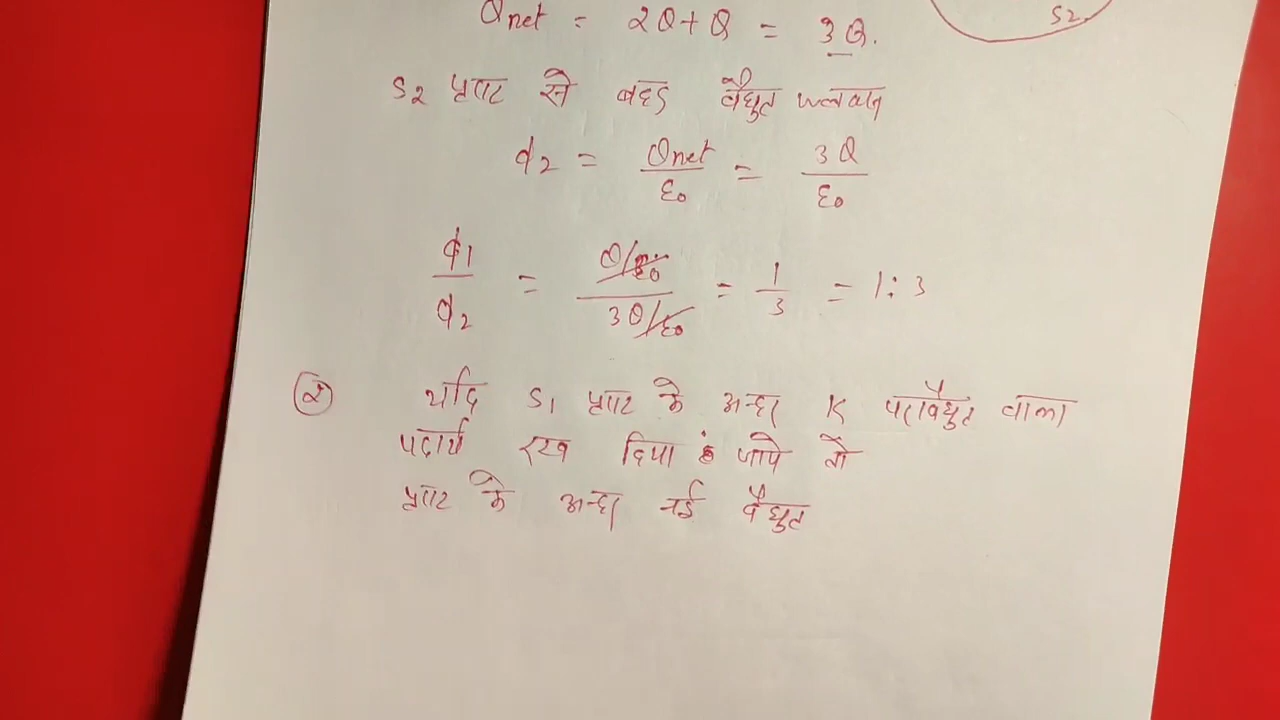 Qnet = 2Q + Q = 3Q.
S2
S2 पृष्ठ से बद्ध वैद्युत फ्लक्स
ϕ2 = Qnet/ε0 = 3Q/ε0
ϕ1/ϕ2 = Q/ε0 / 3Q/ε0 = 1/3 = 1:3
(2) यदि S1 पृष्ठ के अन्दर K परावैद्युत वाला
पदार्थ रख दिया जाये तो
पृष्ठ के अन्दर नई वैद्युत